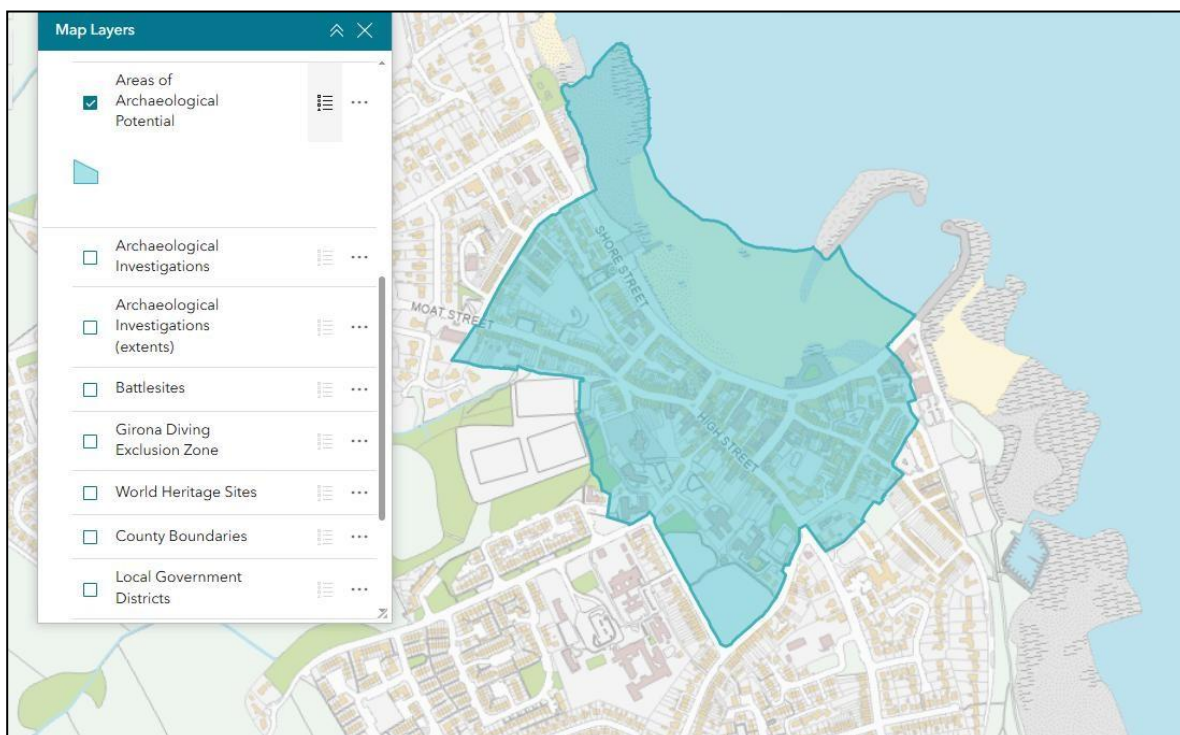 Map Layers
Areas of
Archaeological
Potential
Archaeological
Investigations
Archaeological
Investigations
(extents)
Battlesites
Girona Diving
Exclusion Zone
World Heritage Sites
County Boundaries
Local Government
Districts
SHORE STREET
MOAT STREET
HIGH STREET